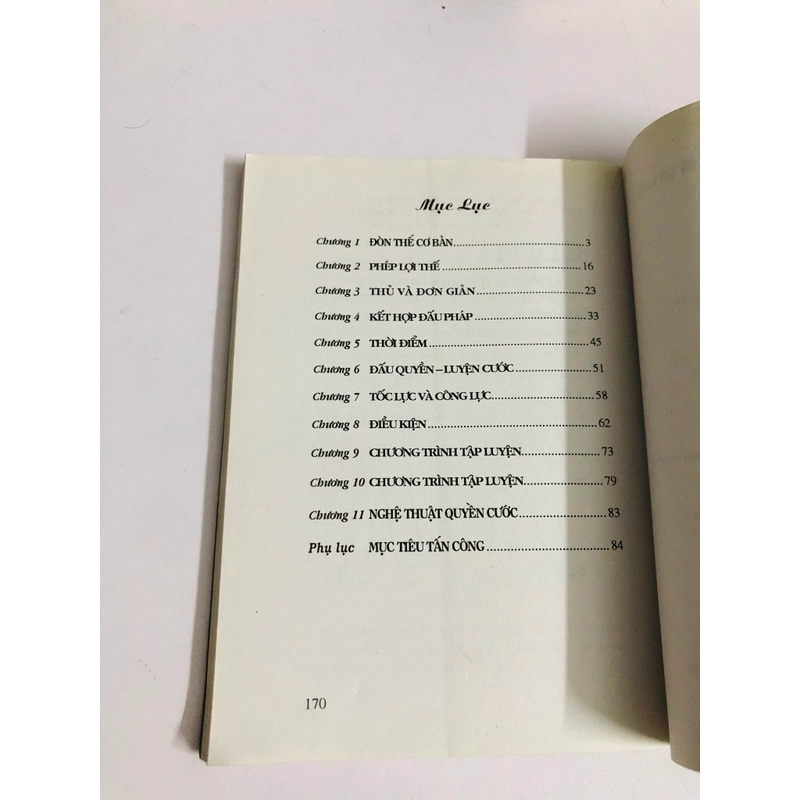 Mục Lục
Chương 1 ĐÒN THẾ CƠ BẢN.................................3
Chương 2 PHÉP LỢI THẾ.................................16
Chương 3 THỦ VÀ ĐƠN GIẢN.................................23
Chương 4 KẾT HỢP ĐẤU PHÁP.................................33
Chương 5 THỜI ĐIỂM.................................45
Chương 6 ĐẤU QUYỀN – LUYỆN CƯỚC.................................51
Chương 7 TỐC LỰC VÀ CÔNG LỰC.................................58
Chương 8 ĐIỀU KIỆN.................................62
Chương 9 CHƯƠNG TRÌNH TẬP LUYỆN.................................73
Chương 10 CHƯƠNG TRÌNH TẬP LUYỆN.................................79
Chương 11 NGHỆ THUẬT QUYỀN CƯỚC.................................83
Phụ lục MỤC TIÊU TẤN CÔNG.................................84
170